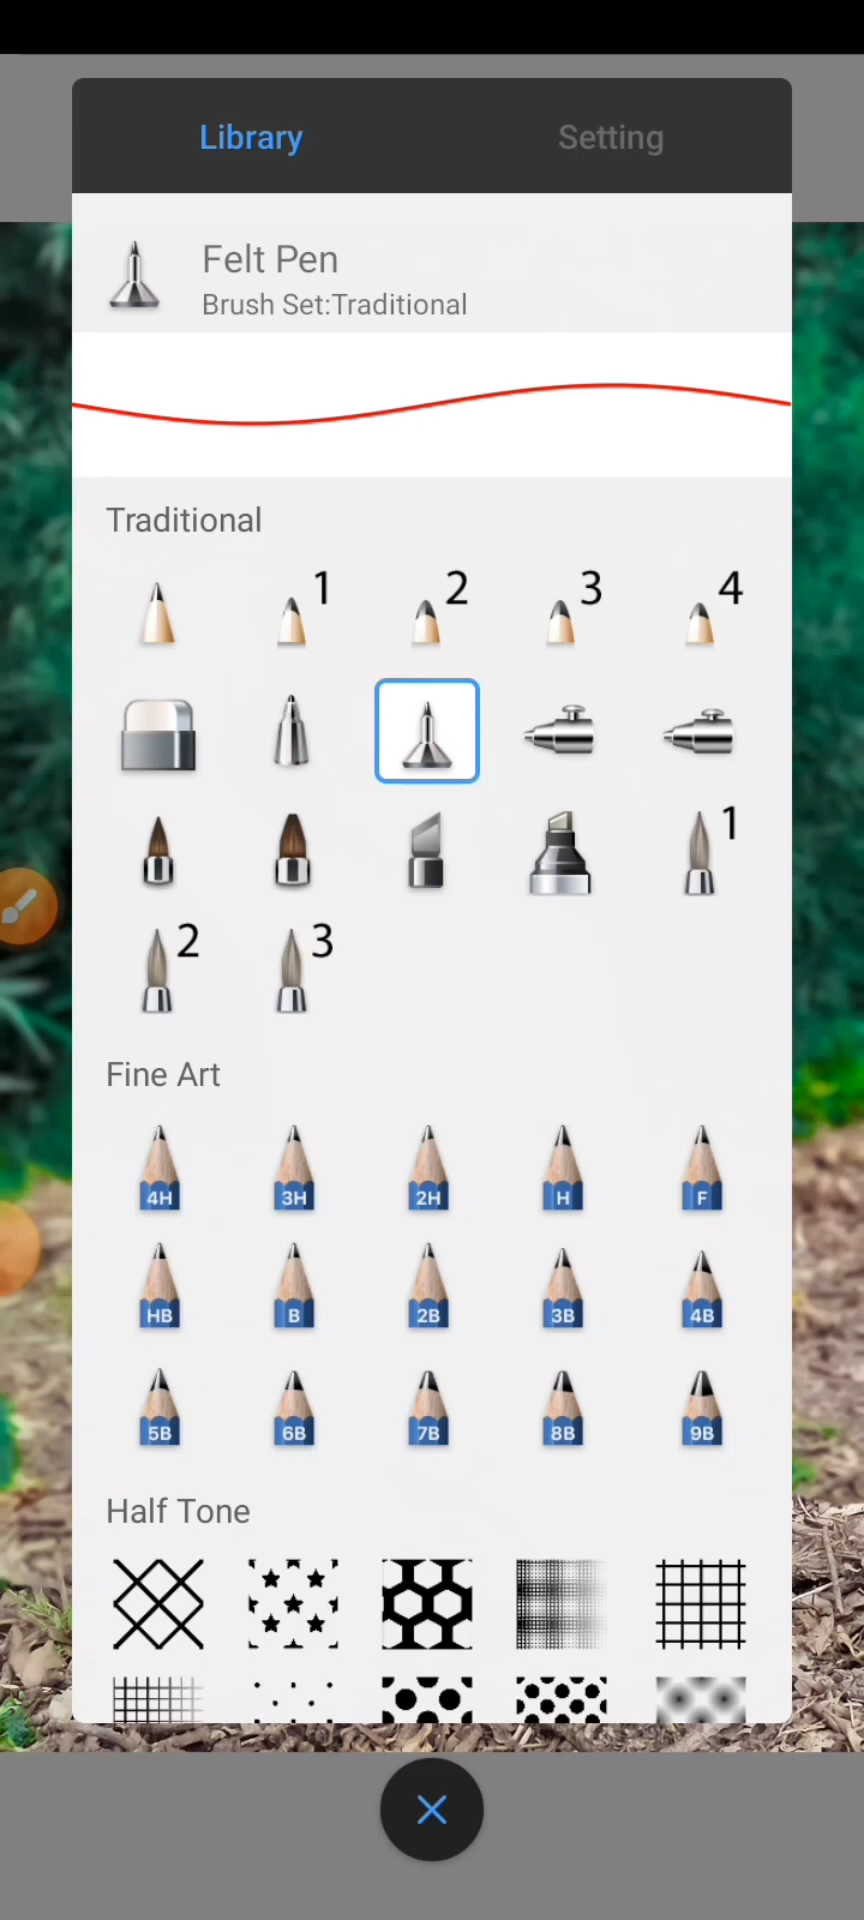 Library Setting
Felt Pen
Brush Set:Traditional
Traditional
1 2 3 4
1
2 3
Fine Art
4H 3H 2H H F
HB B 2B 3B 4B
5B 6B 7B 8B 9B
Half Tone